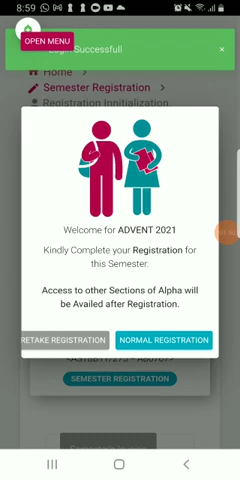 8:59
Login Successfull
×
OPEN MENU
Home
Semester Registration
Registration Innitialization
Welcome for ADVENT 2021
Kindly Complete your Registration for
this Semester.
Access to other Sections of Alpha will
be Availed after Registration.
RETAKE REGISTRATION
NORMAL REGISTRATION
SEMESTER REGISTRATION